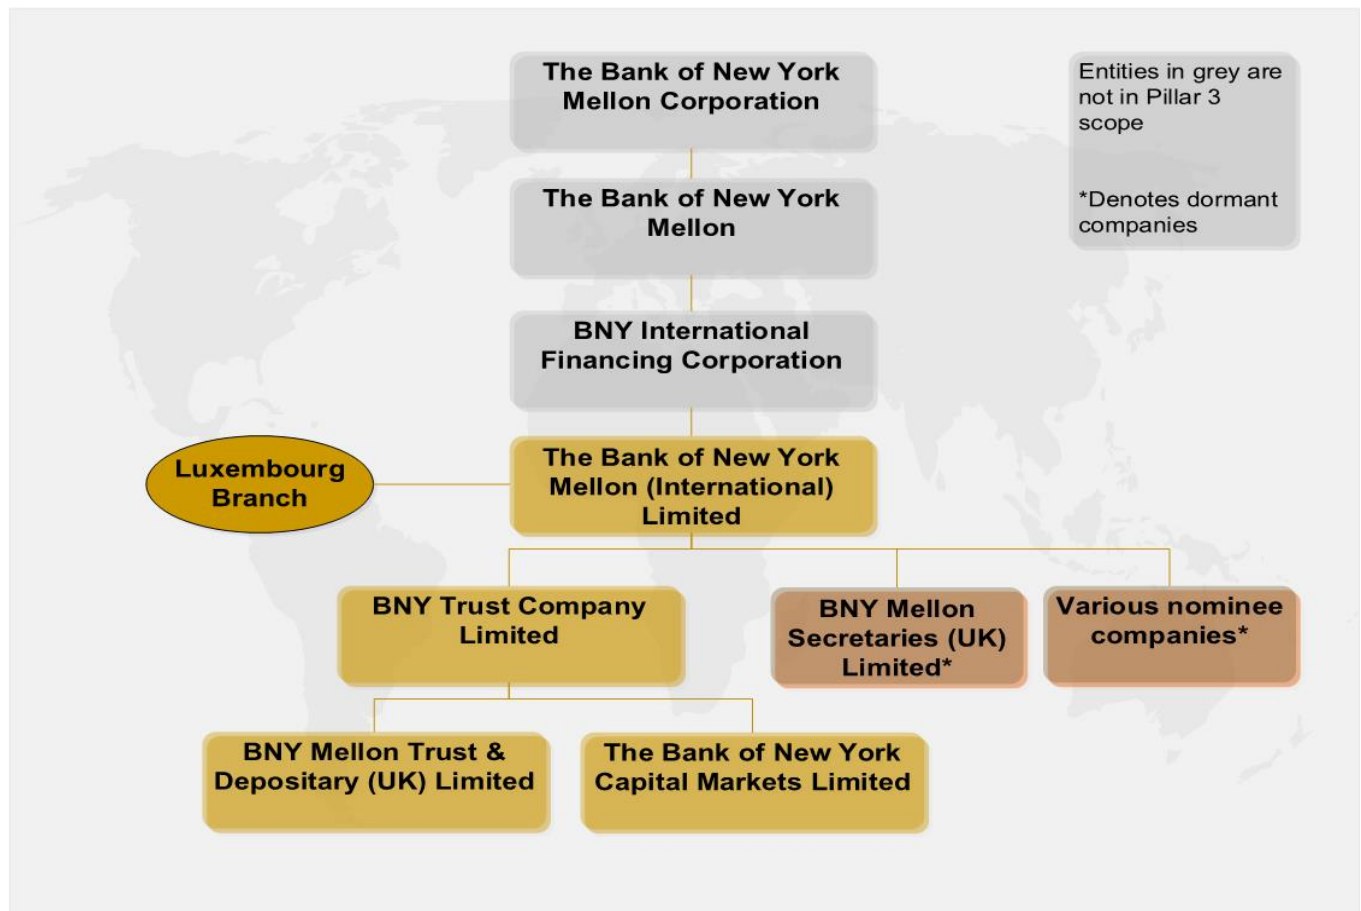 The Bank of New York
Mellon Corporation
Entities in grey are
not in Pillar 3
scope
*Denotes dormant
companies
The Bank of New York
Mellon
BNY International
Financing Corporation
Luxembourg
Branch
The Bank of New York
Mellon (International)
Limited
BNY Trust Company
Limited
BNY Mellon
Secretaries (UK)
Limited*
Various nominee
companies*
BNY Mellon Trust &
Depositary (UK) Limited
The Bank of New York
Capital Markets Limited